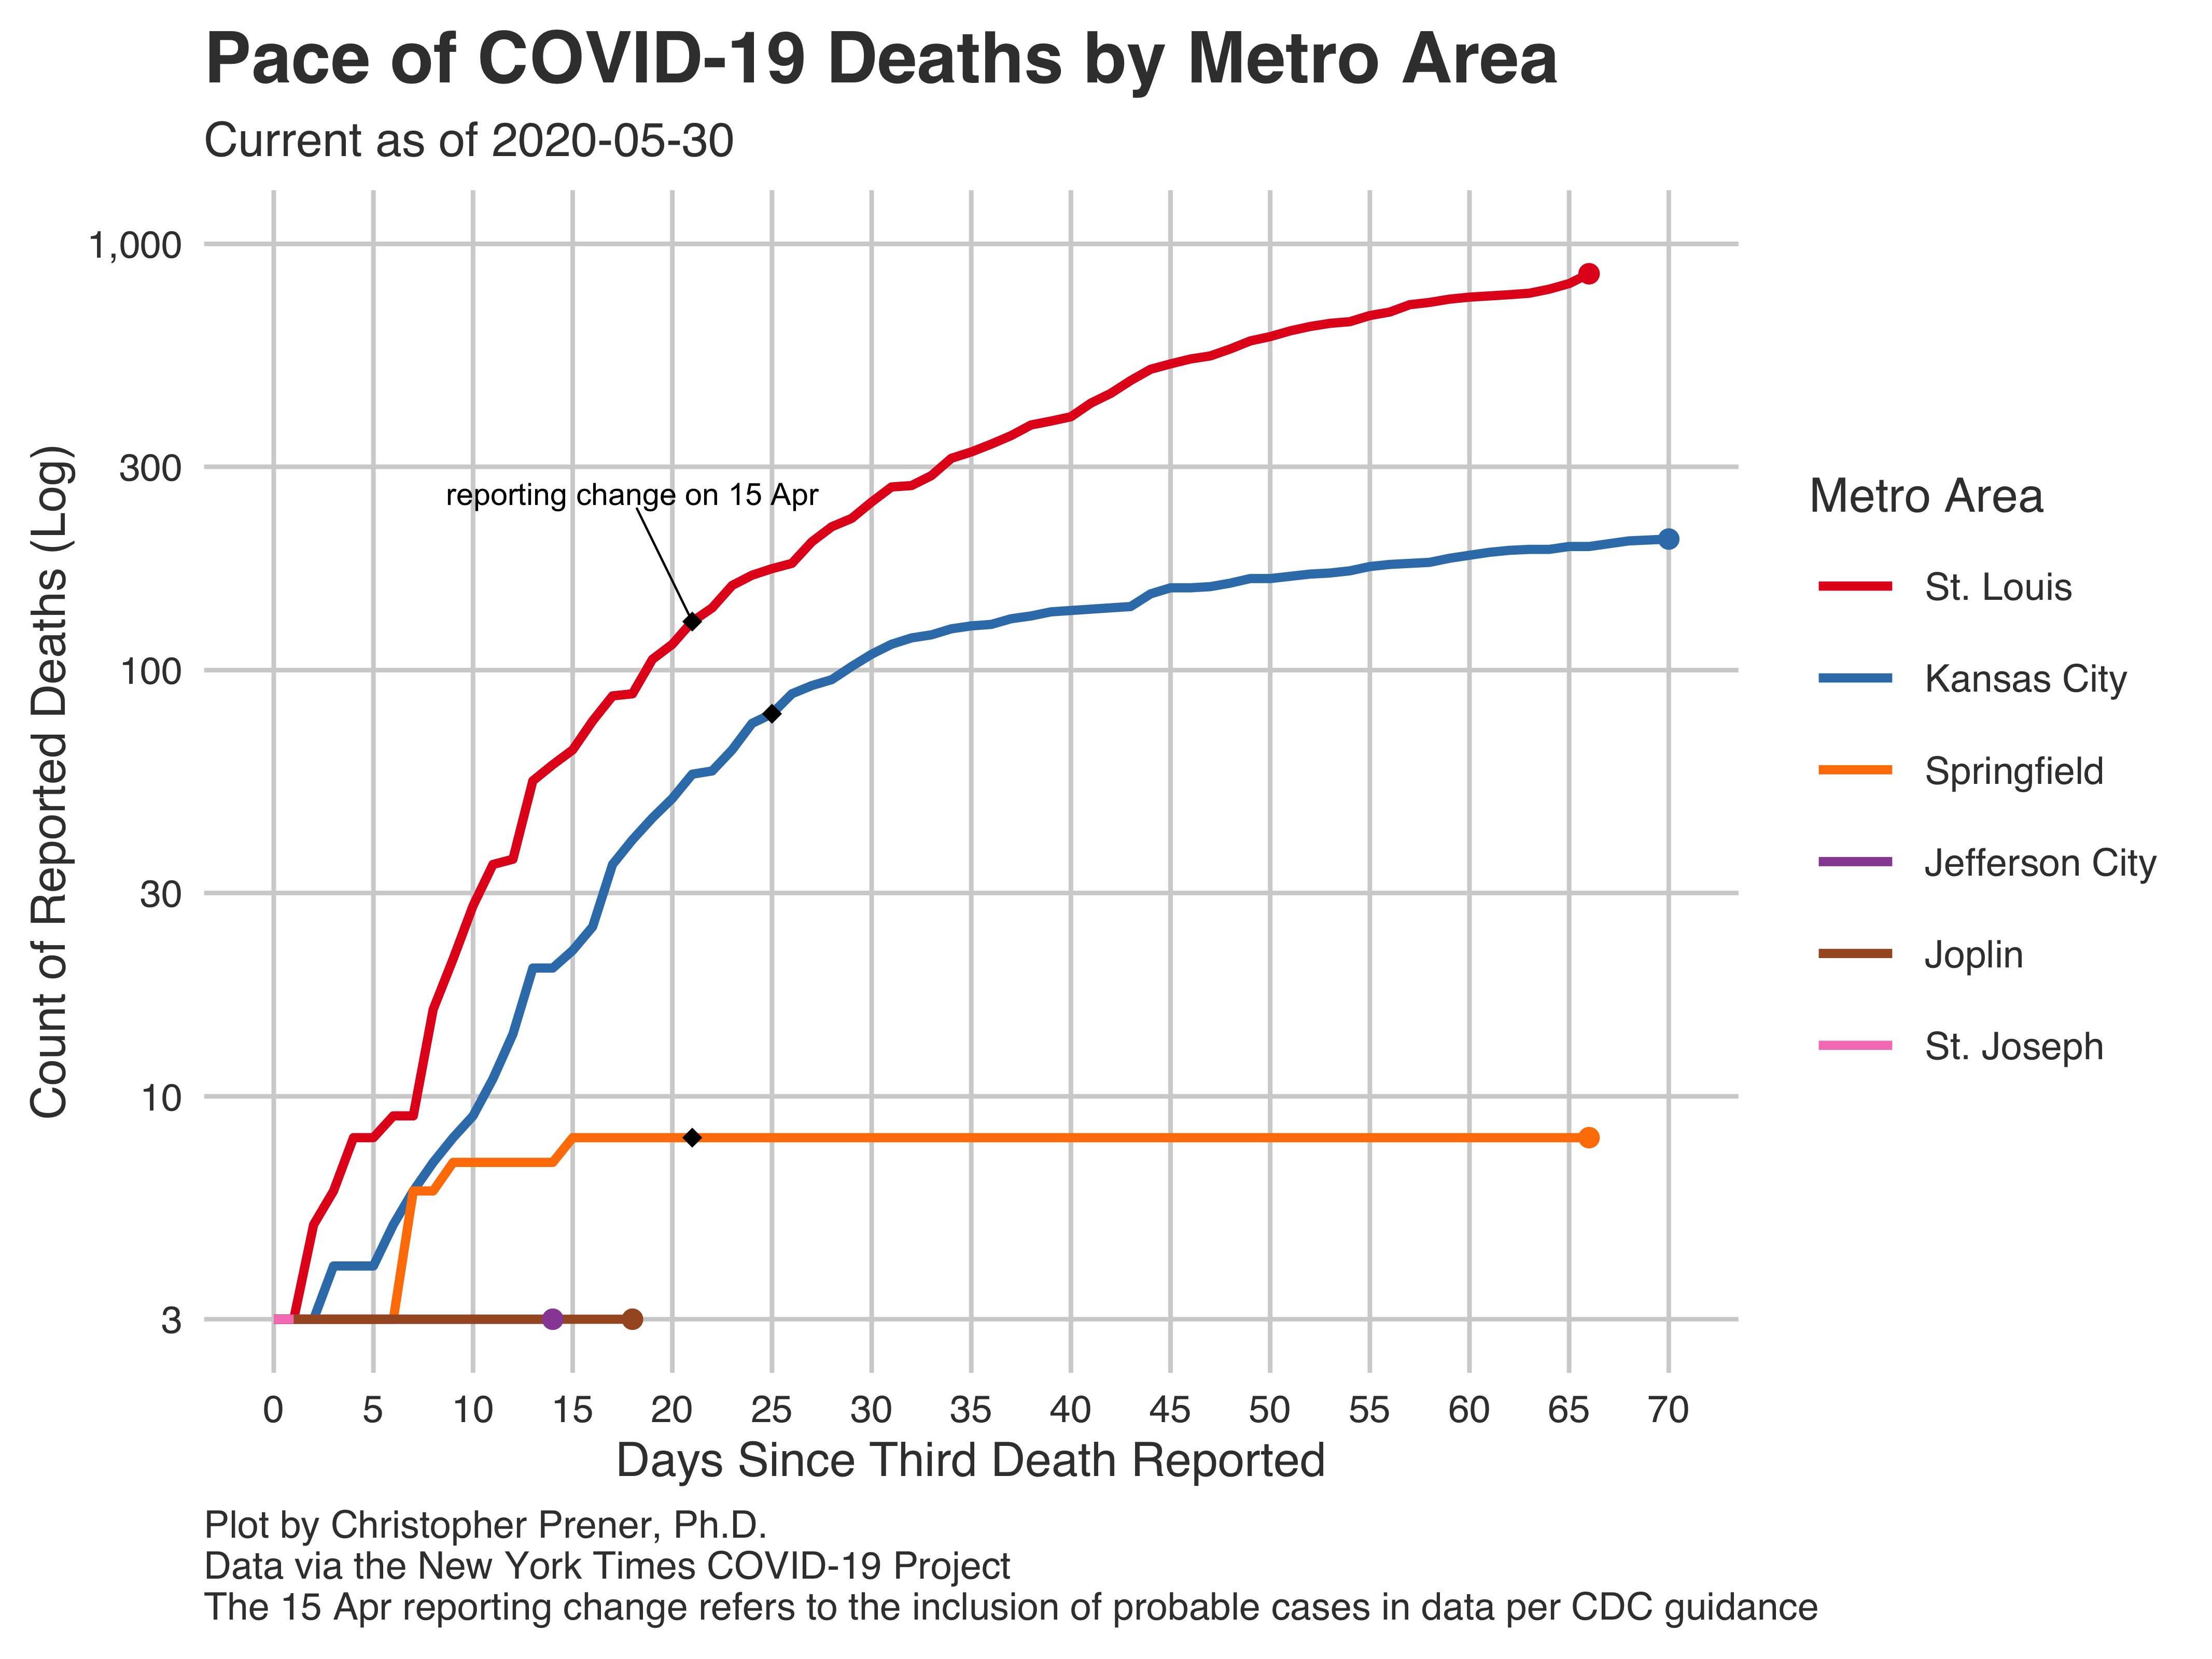 Pace of COVID-19 Deaths by Metro Area
Current as of 2020-05-30
Count of Reported Deaths (Log)
1,000
300
100
30
10
3
reporting change on 15 Apr
0 5 10 15 20 25 30 35 40 45 50 55 60 65 70
Days Since Third Death Reported
Metro Area
St. Louis
Kansas City
Springfield
Jefferson City
Joplin
St. Joseph
Plot by Christopher Prener, Ph.D.
Data via the New York Times COVID-19 Project
The 15 Apr reporting change refers to the inclusion of probable cases in data per CDC guidance